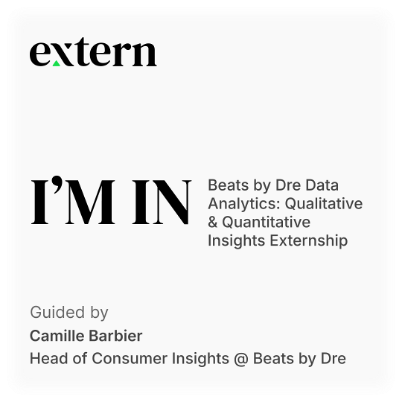 extern
I'M IN
Beats by Dre Data
Analytics: Qualitative
& Quantitative
Insights Externship
Guided by
Camille Barbier
Head of Consumer Insights @ Beats by Dre